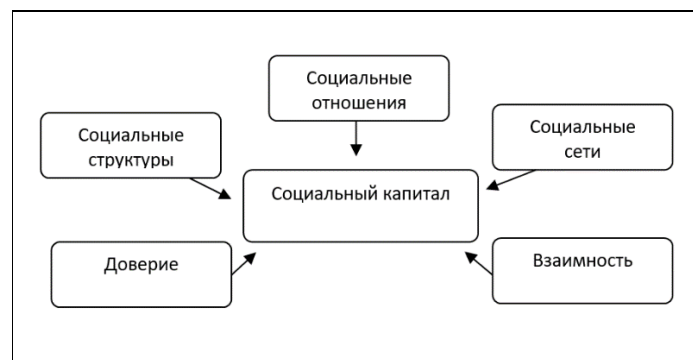 Социальные
отношения
Социальные
структуры
Социальные
сети
Социальный капитал
Доверие
Взаимность